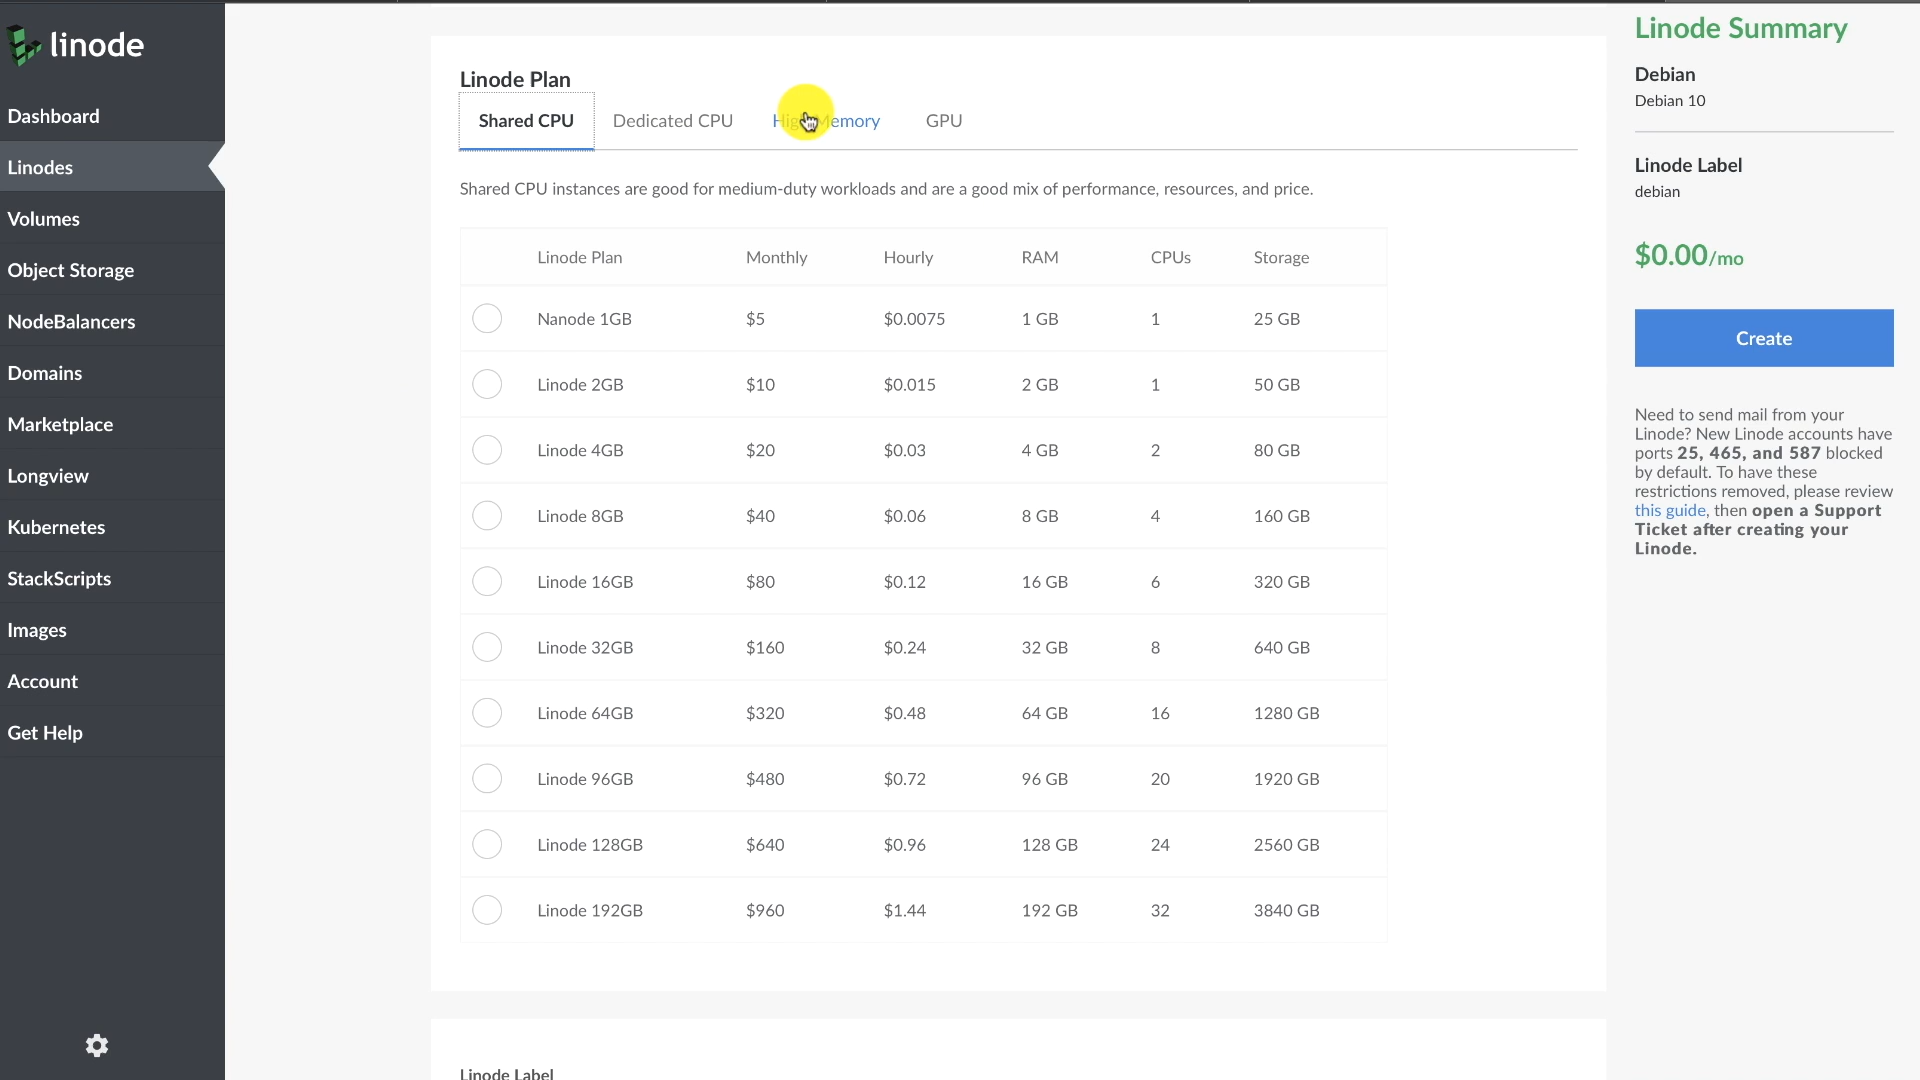 linode
Dashboard
Linodes
Volumes
Object Storage
NodeBalancers
Domains
Marketplace
Longview
Kubernetes
StackScripts
Images
Account
Get Help
Linode Plan
Shared CPU Dedicated CPU High Memory GPU
Shared CPU instances are good for medium-duty workloads and are a good mix of performance, resources, and price.
Linode Plan Monthly Hourly RAM CPUs Storage
Nanode 1GB $5 $0.0075 1 GB 1 25 GB
Linode 2GB $10 $0.015 2 GB 1 50 GB
Linode 4GB $20 $0.03 4 GB 2 80 GB
Linode 8GB $40 $0.06 8 GB 4 160 GB
Linode 16GB $80 $0.12 16 GB 6 320 GB
Linode 32GB $160 $0.24 32 GB 8 640 GB
Linode 64GB $320 $0.48 64 GB 16 1280 GB
Linode 96GB $480 $0.72 96 GB 20 1920 GB
Linode 128GB $640 $0.96 128 GB 24 2560 GB
Linode 192GB $960 $1.44 192 GB 32 3840 GB
Linode Label
Linode Summary
Debian
Debian 10
Linode Label
debian
$0.00/mo
Create
Need to send mail from your
Linode? New Linode accounts have
ports 25, 465, and 587 blocked
by default. To have these
restrictions removed, please review
this guide, then open a Support
Ticket after creating your
Linode.